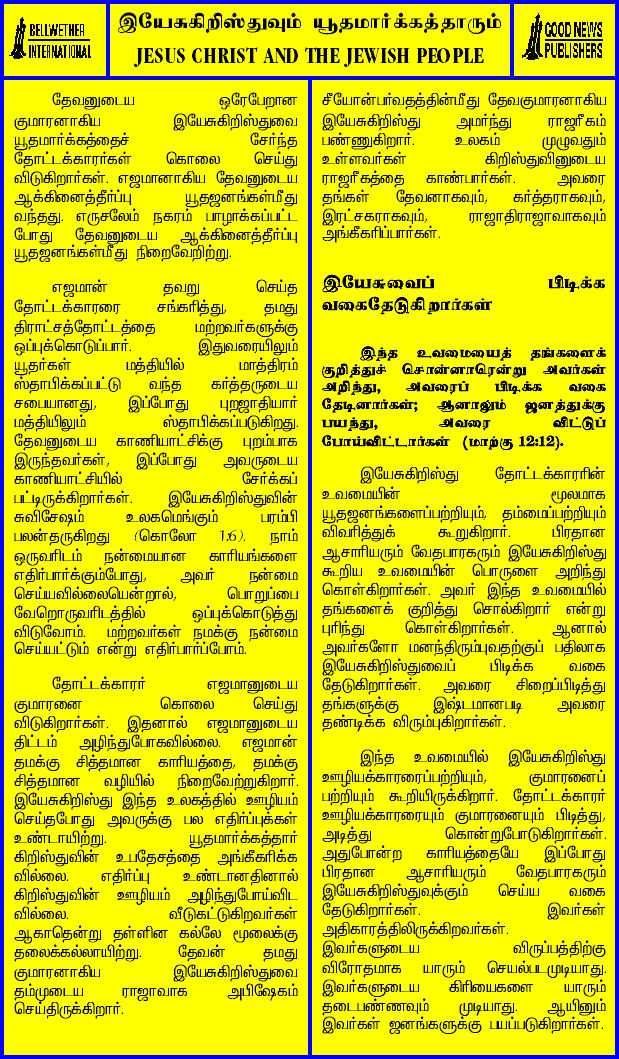 BELLWETHER
INTERNATIONAL
இயேசுகிறிஸ்துவும் யூதமார்க்கத்தாரும்
JESUS CHRIST AND THE JEWISH PEOPLE
GOOD NEWS
PUBLISHERS
தேவனுடைய ஒரேபேறான
குமாரனாகிய இயேசுகிறிஸ்துவை
யூதமார்க்கத்தைச் சேர்ந்த
தோட்டக்காரர்கள் கொலை செய்து
விடுகிறார்கள். எஜமானாகிய தேவனுடைய
ஆக்கினைத்தீர்ப்பு யூதஜனங்கள்மீது
வந்தது. எருசலேம் நகரம் பாழாக்கப்பட்ட
போது தேவனுடைய ஆக்கினைத்தீர்ப்பு
யூதஜனங்கள்மீது நிறைவேறிற்று.
எஜமான் தவறு செய்த
தோட்டக்காரரை சங்கரித்து, தமது
திராட்சத்தோட்டத்தை மற்றவர்களுக்கு
ஒப்புக்கொடுப்பார். இதுவரையிலும்
யூதர்கள் மத்தியில் மாத்திரம்
ஸ்தாபிக்கப்பட்டு வந்த கர்த்தருடைய
சபையானது, இப்போது புறஜாதியார்
மத்தியிலும் ஸ்தாபிக்கப்படுகிறது.
தேவனுடைய காணியாட்சிக்கு புறம்பாக
இருந்தவர்கள், இப்போது அவருடைய
காணியாட்சியில் சேர்க்கப்
பட்டிருக்கிறார்கள். இயேசுகிறிஸ்துவின்
சுவிசேஷம் உலகமெங்கும் பரம்பி
பலன்தருகிறது (கொலோ 1:6). நாம்
ஒருவரிடம் நன்மையான காரியங்களை
எதிர்பார்க்கும்போது, அவர் நன்மை
செய்யவில்லையென்றால், பொறுப்பை
வேறொருவரிடத்தில் ஒப்புக்கொடுத்து
விடுவோம். மற்றவர்கள் நமக்கு நன்மை
செய்யட்டும் என்று எதிர்பார்ப்போம்.
தோட்டக்காரர் எஜமானுடைய
குமாரனை கொலை செய்து
விடுகிறார்கள். இதனால் எஜமானுடைய
திட்டம் அழிந்துபோகவில்லை. எஜமான்
தமக்கு சித்தமான காரியத்தை, தமக்கு
சித்தமான வழியில் நிறைவேற்றுகிறார்.
இயேசுகிறிஸ்து இந்த உலகத்தில் ஊழியம்
செய்தபோது அவருக்கு பல எதிர்ப்புக்கள்
உண்டாயிற்று. யூதமார்க்கத்தார்
கிறிஸ்துவின் உபதேசத்தை அங்கீகரிக்க
வில்லை. எதிர்ப்பு உண்டானதினால்
கிறிஸ்துவின் ஊழியம் அழிந்துபோய்விட
வில்லை. வீடுகட்டுகிறவர்கள்
ஆகாதென்று தள்ளின கல்லே மூலைக்கு
தலைக்கல்லாயிற்று. தேவன் தமது
குமாரனாகிய இயேசுகிறிஸ்துவை
தம்முடைய ராஜாவாக அபிஷேகம்
செய்திருக்கிறார்.
சீயோன்பர்வதத்தின்மீது தேவகுமாரனாகிய
இயேசுகிறிஸ்து அமர்ந்து ராஜரீகம்
பண்ணுகிறார். உலகம் முழுவதும்
உள்ளவர்கள் கிறிஸ்துவினுடைய
ராஜரீகத்தை காண்பார்கள். அவரை
தங்கள் தேவனாகவும், கர்த்தராகவும்,
இரட்சகராகவும், ராஜாதிராஜாவாகவும்
அங்கீகரிப்பார்கள்.
இயேசுவைப் பிடிக்க
வகைதேடுகிறார்கள்
இந்த உவமையைத் தங்களைக்
குறித்துச் சொன்னாரென்று அவர்கள்
அறிந்து, அவரைப் பிடிக்க வகை
தேடினார்கள்; ஆனாலும் ஜனத்துக்கு
பயந்து, அவரை விட்டுப்
போய்விட்டார்கள் (மாற்கு 12:12).
இயேசுகிறிஸ்து தோட்டக்காரரின்
உவமையின் மூலமாக
யூதஜனங்களைப்பற்றியும், தம்மைப்பற்றியும்
விவரித்துக் கூறுகிறார். பிரதான
ஆசாரியரும் வேதபாரகரும் இயேசுகிறிஸ்து
கூறிய உவமையின் பொருளை அறிந்து
கொள்கிறார்கள். அவர் இந்த உவமையில்
தங்களைக் குறித்து சொல்கிறார் என்று
புரிந்து கொள்கிறார்கள். ஆனால்
அவர்களோ மனந்திரும்புவதற்குப் பதிலாக
இயேசுகிறிஸ்துவைப் பிடிக்க வகை
தேடுகிறார்கள். அவரை சிறைப்பிடித்து
தங்களுக்கு இஷ்டமானபடி அவரை
தண்டிக்க விரும்புகிறார்கள்.
இந்த உவமையில் இயேசுகிறிஸ்து
ஊழியக்காரரைப்பற்றியும், குமாரனைப்
பற்றியும் கூறியிருக்கிறார். தோட்டக்காரர்
ஊழியக்காரரையும் குமாரனையும் பிடித்து,
அடித்து கொன்றுபோடுகிறார்கள்.
அதுபோன்ற காரியத்தையே இப்போது
பிரதான ஆசாரியரும் வேதபாரகரும்
இயேசுகிறிஸ்துவுக்கும் செய்ய வகை
தேடுகிறார்கள். இவர்கள்
அதிகாரத்திலிருக்கிறவர்கள்.
இவர்களுடைய விருப்பத்திற்கு
விரோதமாக யாரும் செயல்படமுடியாது.
இவர்களுடைய கிரியைகளை யாரும்
தடைபண்ணவும் முடியாது. ஆயினும்
இவர்கள் ஜனங்களுக்கு பயப்படுகிறார்கள்.